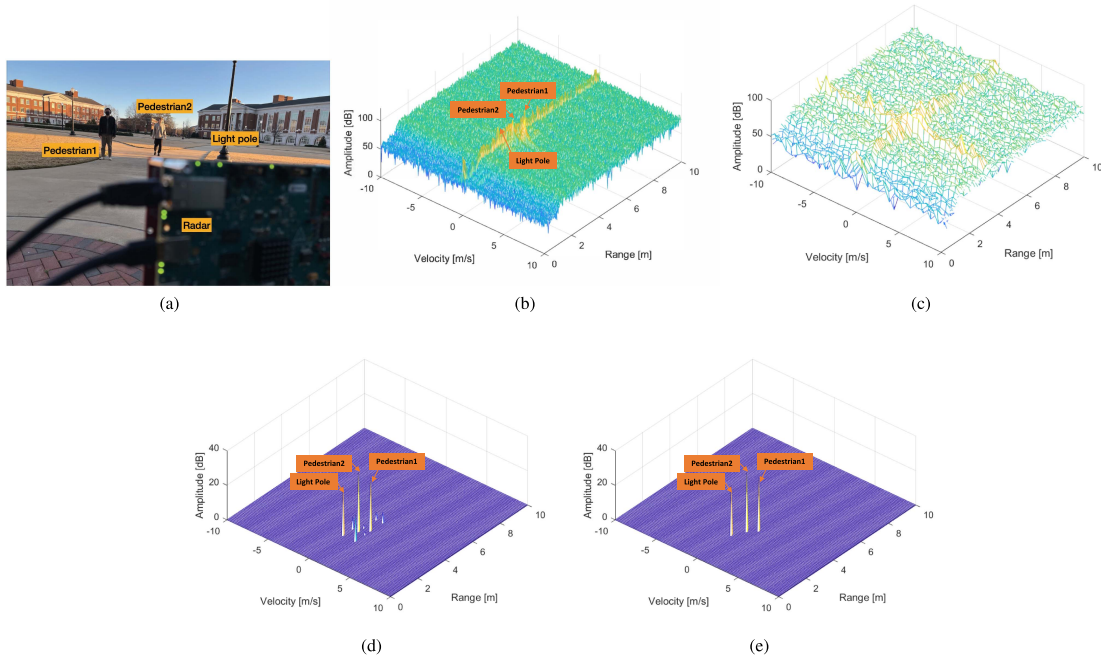 Pedestrian2
Pedestrian1
Light pole
Radar
(a)
100
50
0
Amplitude [dB]
Pedestrian1
Pedestrian2
Light Pole
-10
-5
0
5
10
Velocity [m/s]
0
2
4
6
8
10
Range [m]
(b)
100
50
0
Amplitude [dB]
-10
-5
0
5
10
Velocity [m/s]
0
2
4
6
8
10
Range [m]
(c)
40
20
0
Amplitude [dB]
Pedestrian2
Pedestrian1
Light Pole
-10
-5
0
5
10
Velocity [m/s]
0
2
4
6
8
10
Range [m]
(d)
40
20
0
Amplitude [dB]
Pedestrian2
Pedestrian1
Light Pole
-10
-5
0
5
10
Velocity [m/s]
0
2
4
6
8
10
Range [m]
(e)